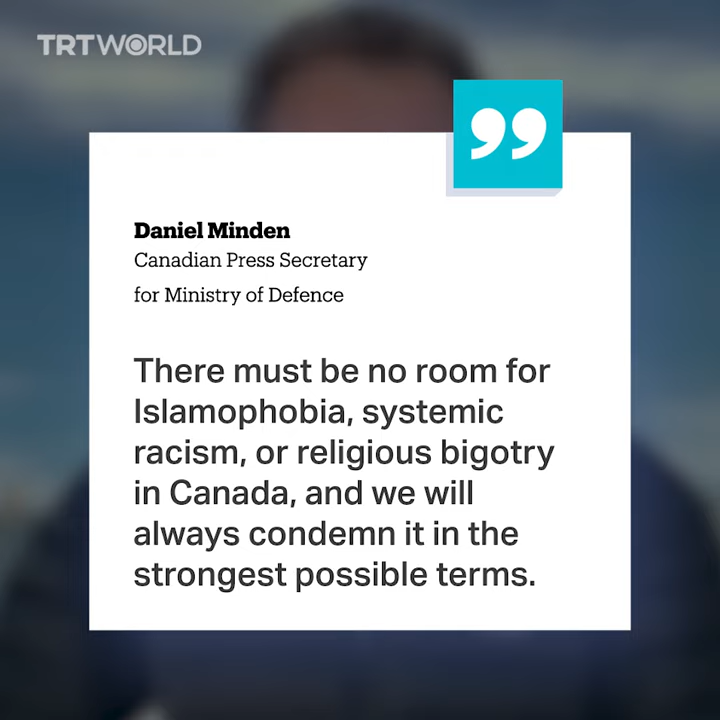 TRTWORLD
”
Daniel Minden
Canadian Press Secretary
for Ministry of Defence
There must be no room for
Islamophobia, systemic
racism, or religious bigotry
in Canada, and we will
always condemn it in the
strongest possible terms.